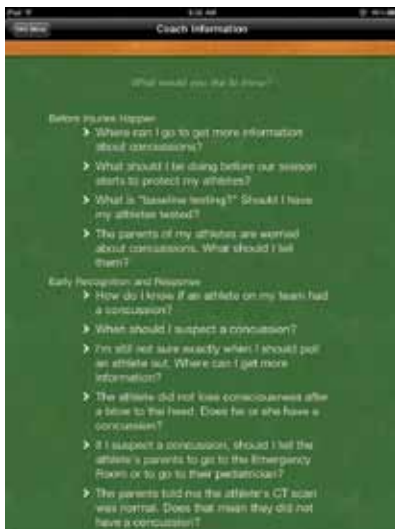 iPad
Coach Information
What would you like to know?
Before Injuries Happen
Where can I go to get more information
about concussions?
What should I be doing before our season
starts to protect my athletes?
What is "baseline testing?" Should I have
my athletes tested?
The parents of my athletes are worried
about concussions. What should I tell
them?
Early Recognition and Response
How do I know if an athlete on my team had
a concussion?
When should I suspect a concussion?
I'm still not sure exactly when I should pull
an athlete out. Where can I get more
information?
The athlete did not lose consciousness after
a blow to the head. Does he or she have a
concussion?
If I suspect a concussion, should I tell the
athlete's parents to go to the Emergency
Room or to go to their pediatrician?
The parents told me the athlete's CT scan
was normal. Does that mean they did not
have a concussion?